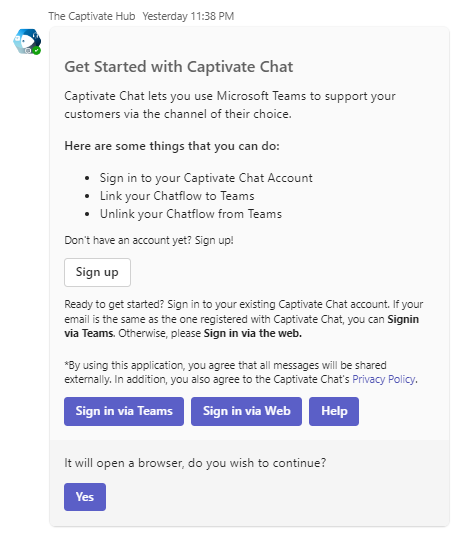 The Captivate Hub Yesterday 11:38 PM
Get Started with Captivate Chat
Captivate Chat lets you use Microsoft Teams to support your
customers via the channel of their choice.
Here are some things that you can do:
• Sign in to your Captivate Chat Account
• Link your Chatflow to Teams
• Unlink your Chatflow from Teams
Don't have an account yet? Sign up!
Sign up
Ready to get started? Sign in to your existing Captivate Chat account. If your
email is the same as the one registered with Captivate Chat, you can Signin
via Teams. Otherwise, please Sign in via the web.
*By using this application, you agree that all messages will be shared
externally. In addition, you also agree to the Captivate Chat's Privacy Policy.
Sign in via Teams Sign in via Web Help
It will open a browser, do you wish to continue?
Yes